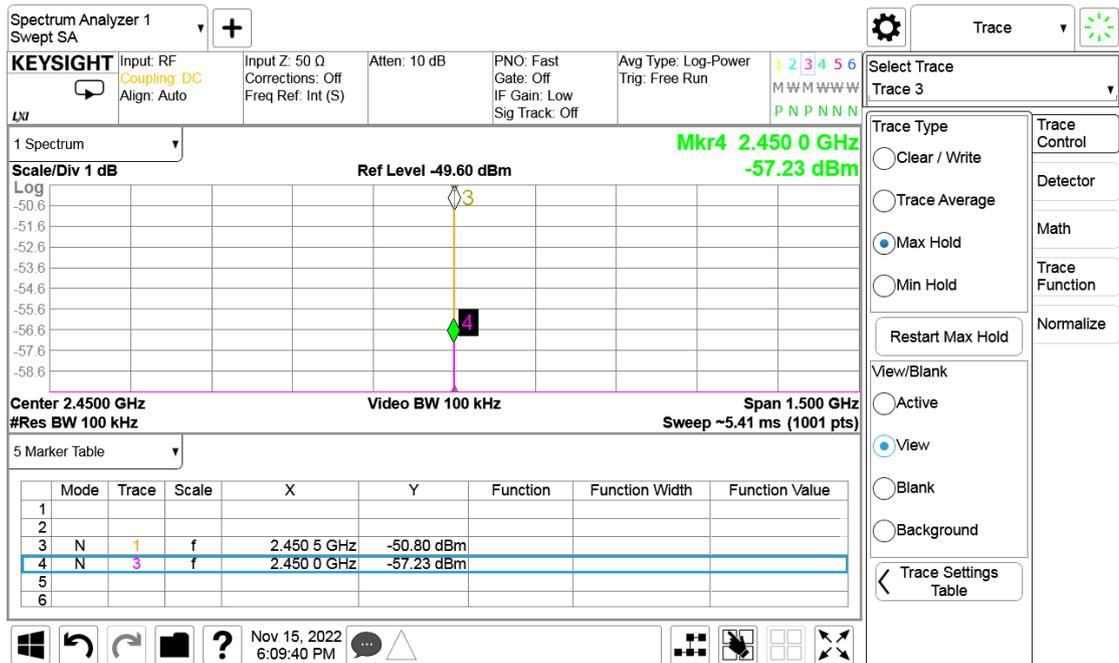 Spectrum Analyzer 1
Swept SA
Trace
KEYSIGHT
LXI
Input: RF
Coupling: DC
Align: Auto
Input Z: 50 Ω
Corrections: Off
Freq Ref: Int (S)
Atten: 10 dB
PNO: Fast
Gate: Off
IF Gain: Low
Sig Track: Off
Avg Type: Log-Power
Trig: Free Run
1 2 3 4 5 6
M W M W W W
P N P N N N
Select Trace
Trace 3
1 Spectrum
Mkr4 2.450 0 GHz
-57.23 dBm
Scale/Div 1 dB
Ref Level -49.60 dBm
Log
-50.6
-51.6
-52.6
-53.6
-54.6
-55.6
-56.6
-57.6
-58.6
3
4
Center 2.4500 GHz
Video BW 100 kHz
Span 1.500 GHz
#Res BW 100 kHz
Sweep ~5.41 ms (1001 pts)
5 Marker Table
Mode Trace Scale X Y Function Function Width Function Value
1
2
3 N 1 f 2.450 5 GHz -50.80 dBm
4 N 3 f 2.450 0 GHz -57.23 dBm
5
6
Trace Type
Clear / Write
Trace Average
Max Hold
Min Hold
Restart Max Hold
View/Blank
Active
View
Blank
Background
Trace Settings
Table
Trace
Control
Detector
Math
Trace
Function
Normalize
?
Nov 15, 2022
6:09:40 PM